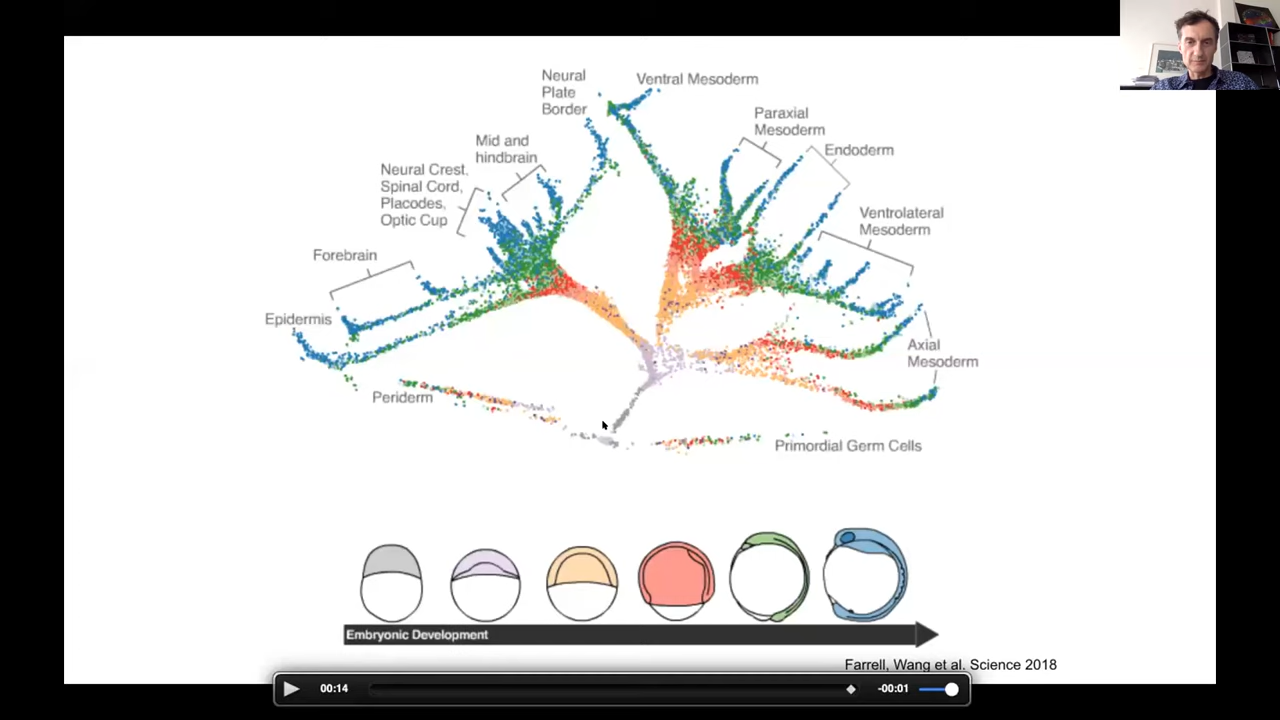 Neural
Plate
Border
Ventral Mesoderm
Paraxial
Mesoderm
Mid and
hindbrain
Endoderm
Neural Crest,
Spinal Cord,
Placodes,
Optic Cup
Ventrolateral
Mesoderm
Forebrain
Epidermis
Axial
Mesoderm
Periderm
Primordial Germ Cells
Embryonic Development
Farrell, Wang et al. Science 2018
00:14
-00:01